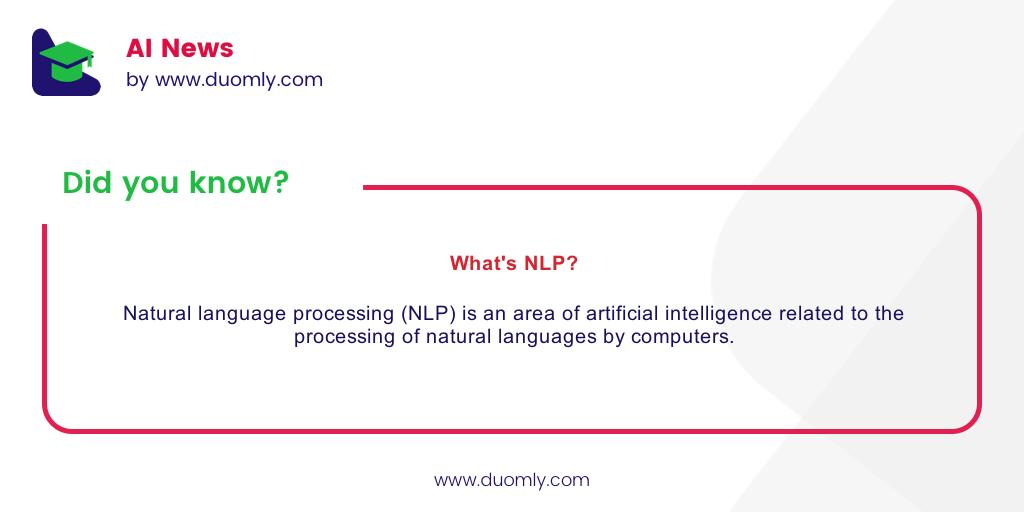 AI News
by www.duomly.com
Did you know?
What's NLP?
Natural language processing (NLP) is an area of artificial intelligence related to the
processing of natural languages by computers.
www.duomly.com